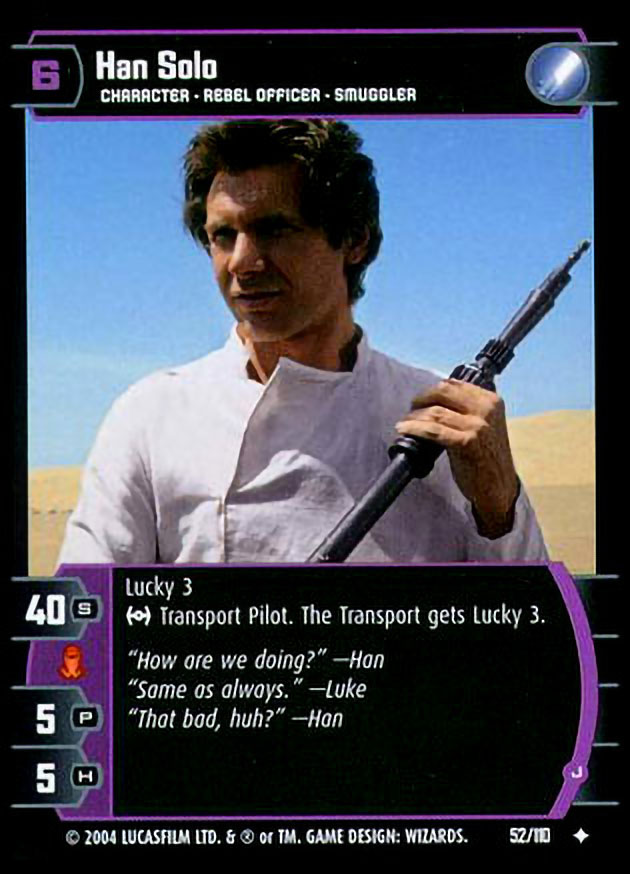 6 Han Solo
CHARACTER • REBEL OFFICER • SMUGGLER
40 S
Lucky 3
Transport Pilot. The Transport gets Lucky 3.
“How are we doing?” —Han
“Same as always.” —Luke
“That bad, huh?” —Han
5 P
5 H
J
© 2004 LUCASFILM LTD. & ® or TM. GAME DESIGN: WIZARDS. 52/110